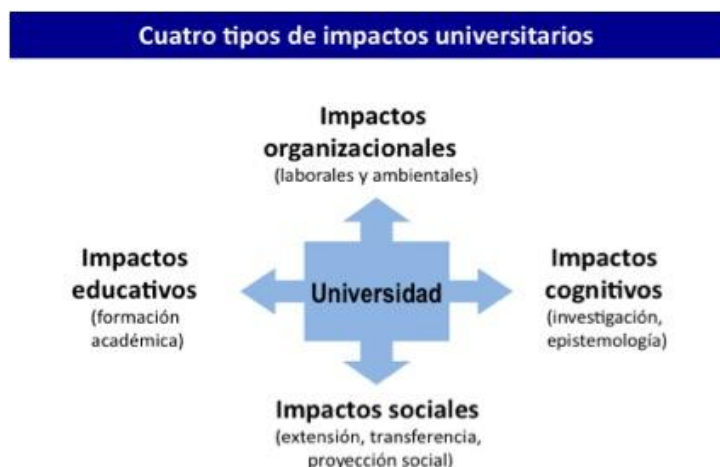 Cuatro tipos de impactos universitarios
Impactos
organizacionales
(laborales y ambientales)
Impactos
educativos
(formación
académica)
Universidad
Impactos
cognitivos
(investigación,
epistemología)
Impactos sociales
(extensión, transferencia,
proyección social)